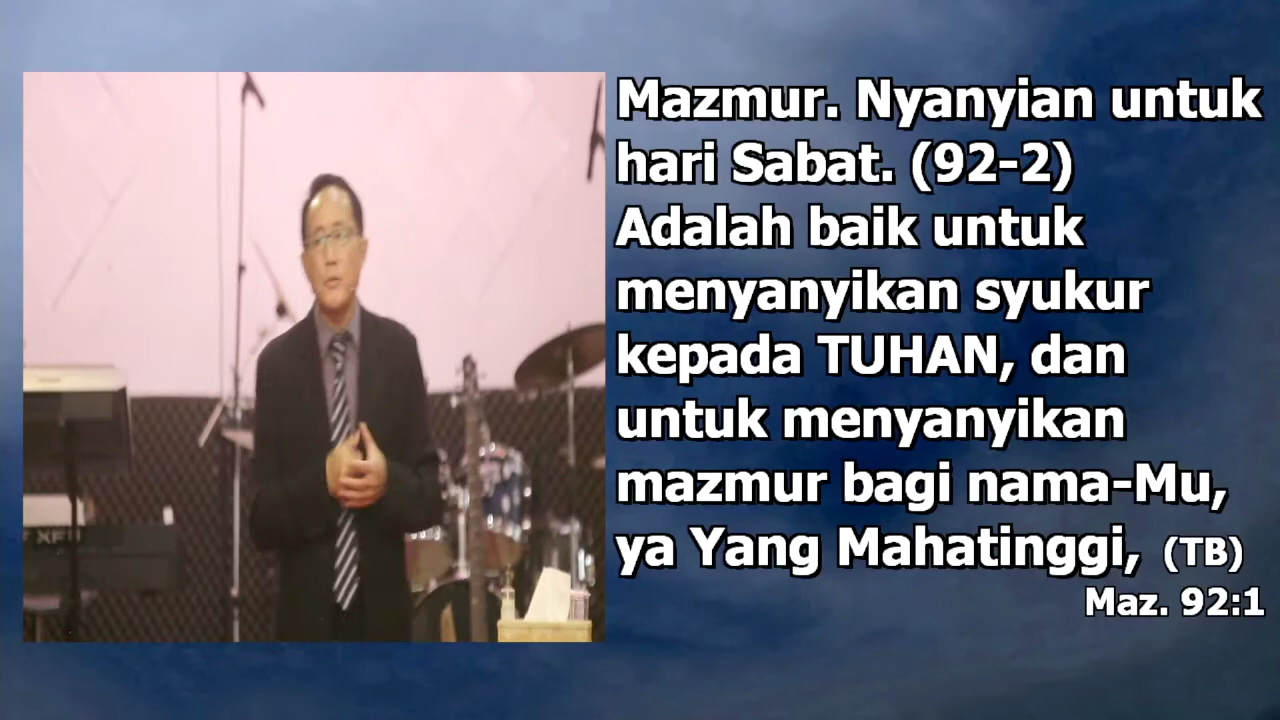 Mazmur. Nyanyian untuk
hari Sabat. (92-2)
Adalah baik untuk
menyanyikan syukur
kepada TUHAN, dan
untuk menyanyikan
mazmur bagi nama-Mu,
ya Yang Mahatinggi, (TB)
Maz. 92:1